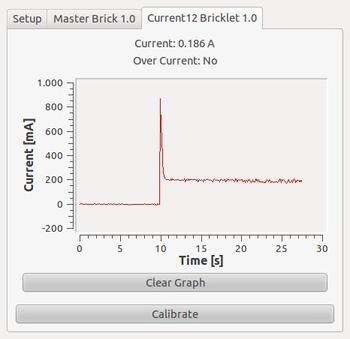 Setup Master Brick 1.0 Current12 Bricklet 1.0
Current: 0.186 A
Over Current: No
1.000
800
600
400
200
0
-200
Current [mA]
0 5 10 15 20 25 30
Time [s]
Clear Graph
Calibrate